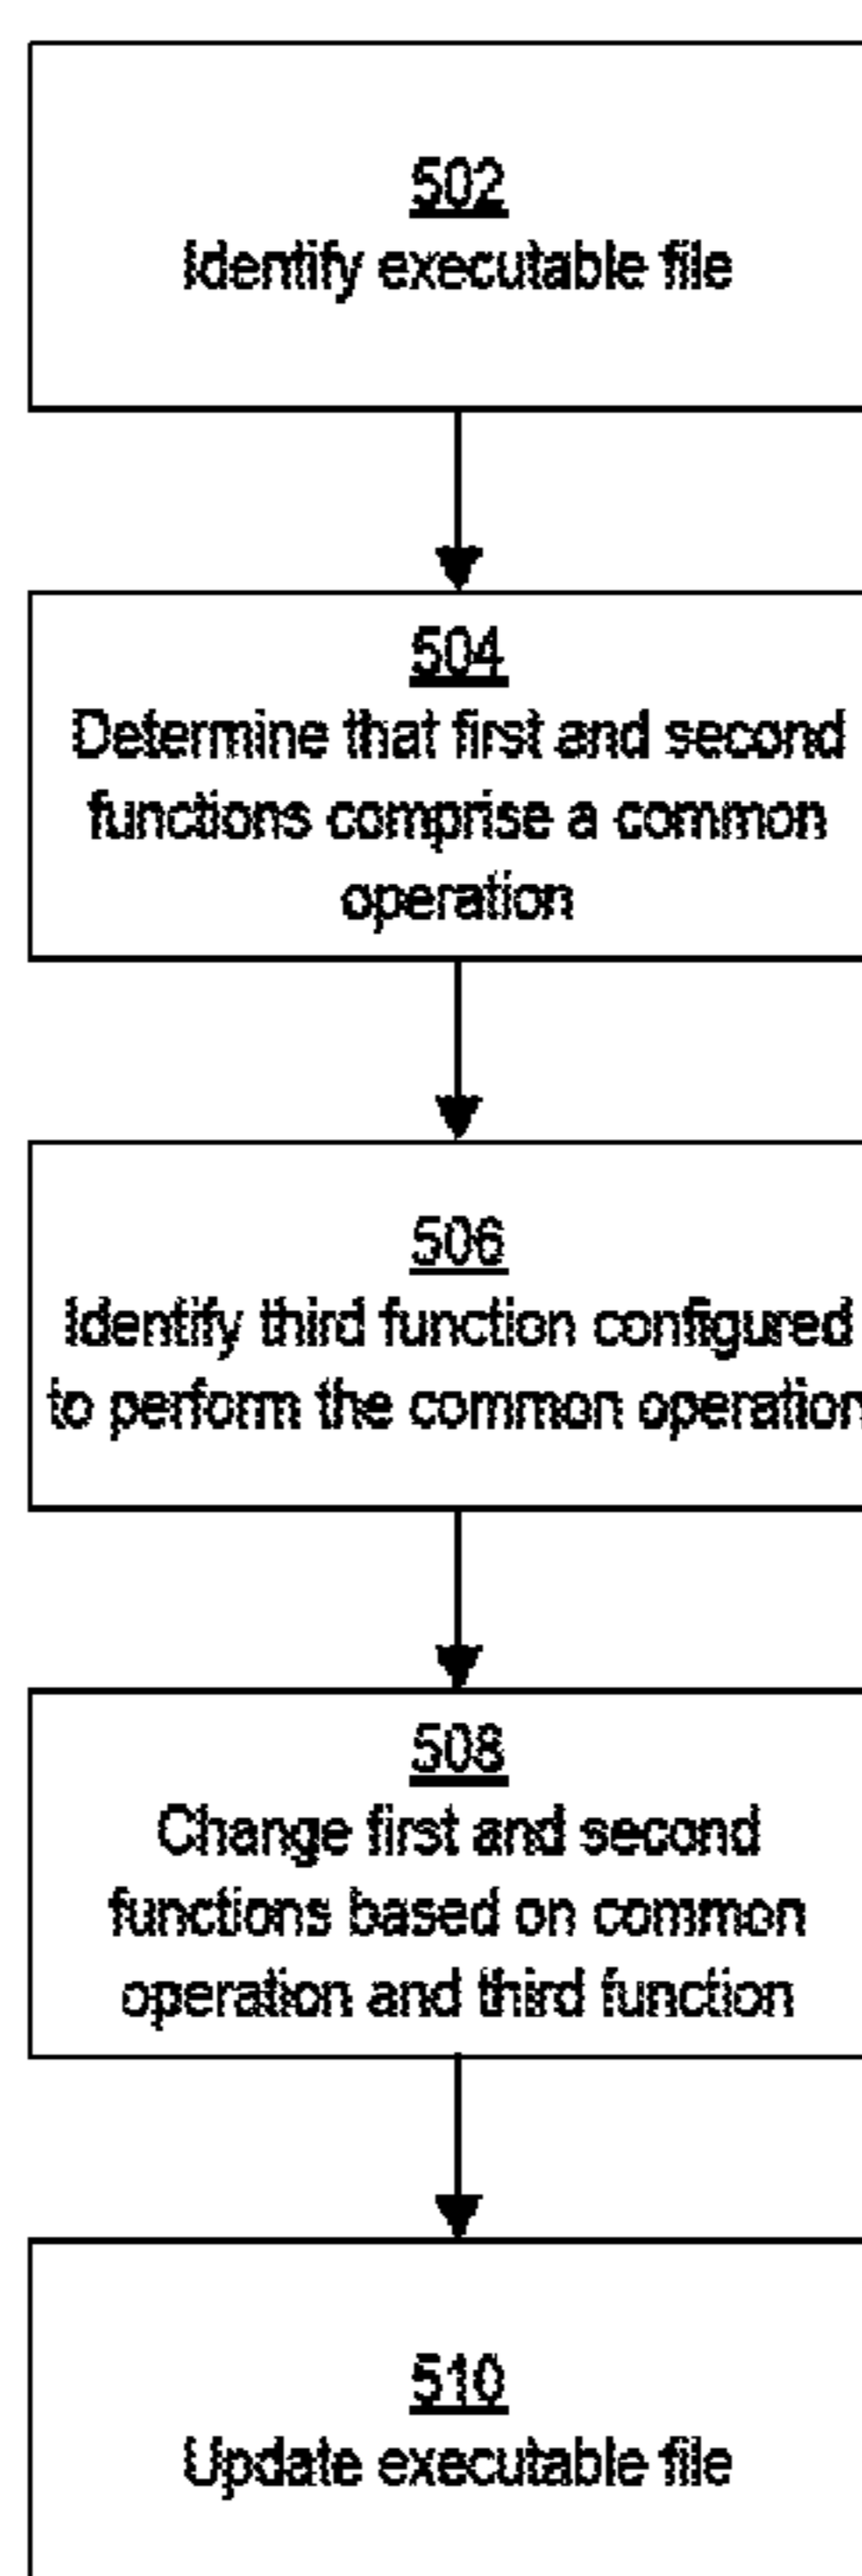 502
Identify executable file
504
Determine that first and second
functions comprise a common
operation
506
Identify third function configured
to perform the common operation
508
Change first and second
functions based on common
operation and third function
510
Update executable file